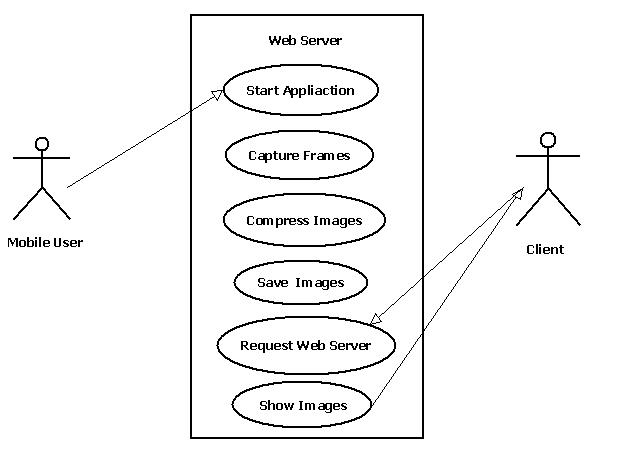 Web Server
Start Appliaction
Capture Frames
Compress Images
Mobile User
Client
Save Images
Request Web Server
Show Images